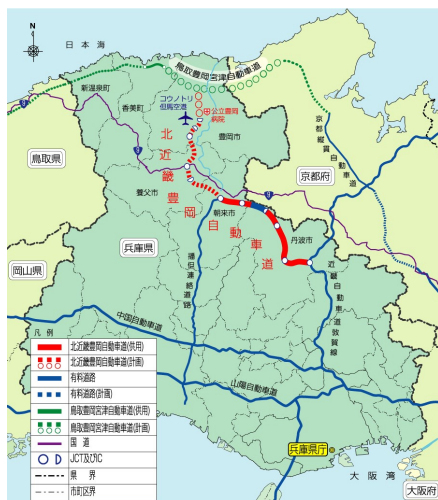 N
日本海
鳥取豊岡宮津自動車道
新温泉町
香美町
コウノトリ
但馬空港
公立豊岡
病院
豊岡市
9
京都縦貫自動車道
鳥取県
京都府
養父市
朝来市
丹波市
北近畿豊岡自動車道
兵庫県
岡山県
播但連絡道路
近畿自動車道敦賀線
中国自動車道
山陽自動車道
凡例
北近畿豊岡自動車道(供用)
北近畿豊岡自動車道(計画)
有料道路
有料道路(計画)
鳥取豊岡宮津自動車道(供用)
鳥取豊岡宮津自動車道(計画)
国道
JCT及びIC
県界
市町区界
兵庫県庁
大阪湾
大阪府
9
9